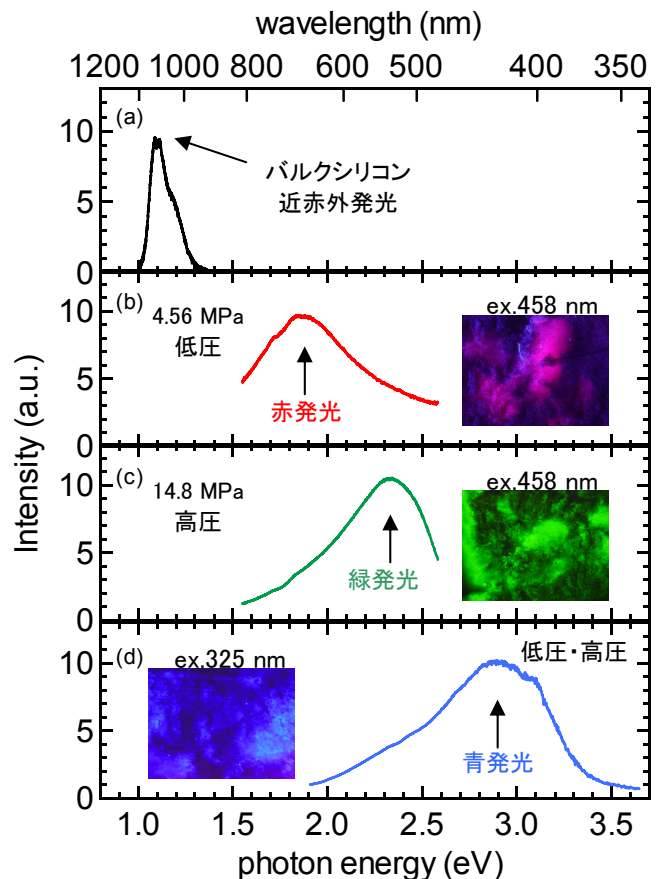 wavelength (nm)
1200 1000 800 600 500 400 350
(a)
10
5
0
バルクシリコン
近赤外発光
(b)
4.56 MPa
低圧
10
5
0
赤発光
ex.458 nm
(c)
14.8 MPa
高圧
10
5
0
緑発光
ex.458 nm
(d)
ex.325 nm
低圧・高圧
10
5
0
青発光
Intensity (a.u.)
1.0 1.5 2.0 2.5 3.0 3.5
photon energy (eV)